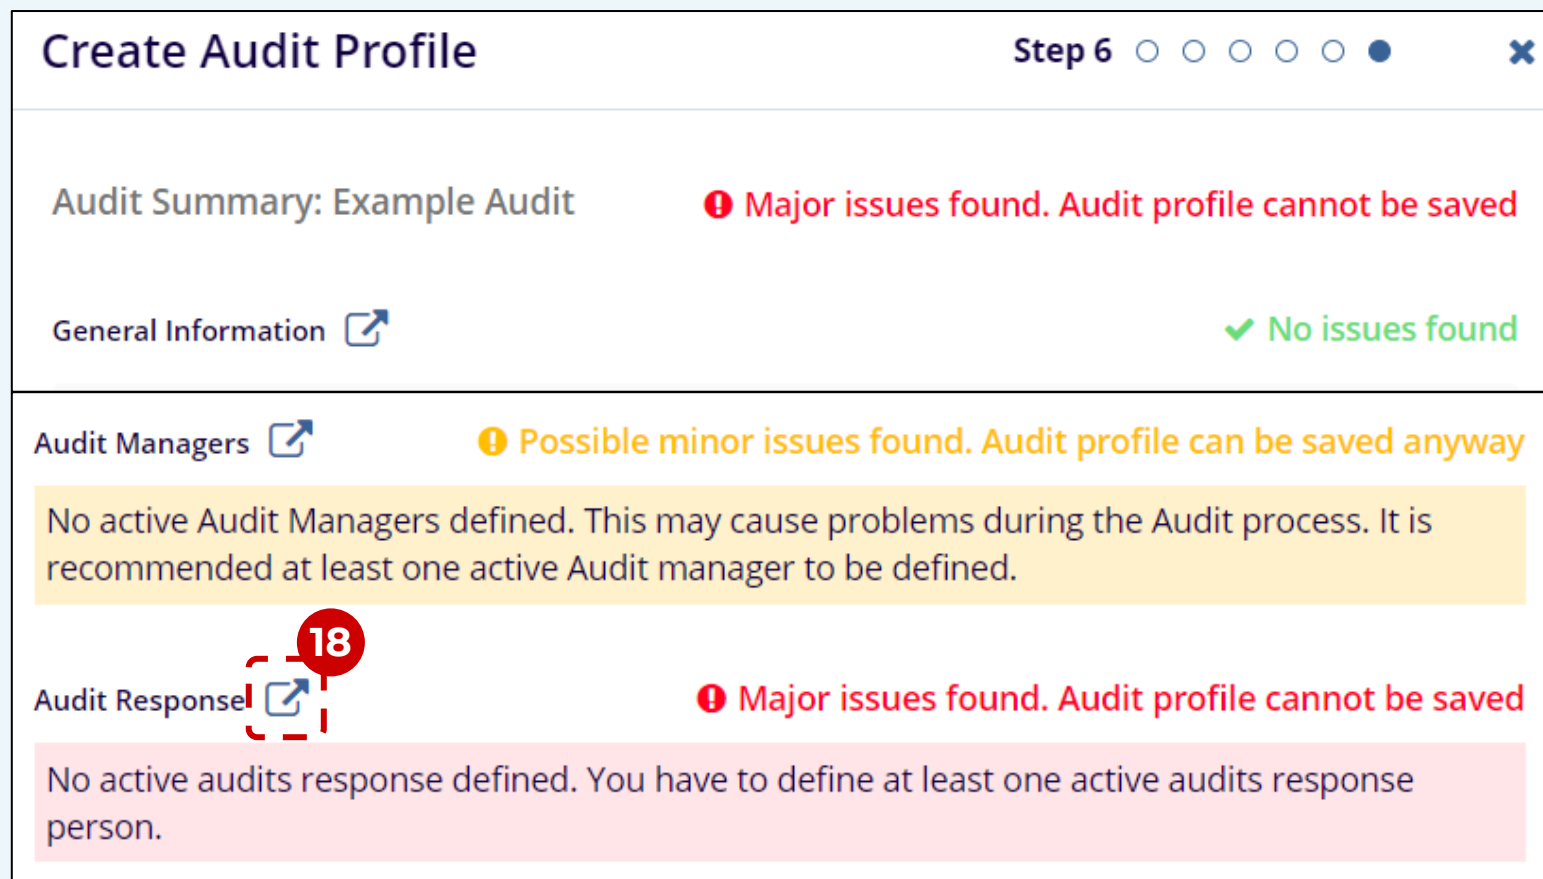 Create Audit Profile
Step 6
Audit Summary: Example Audit
Major issues found. Audit profile cannot be saved
General Information
No issues found
Audit Managers
Possible minor issues found. Audit profile can be saved anyway
No active Audit Managers defined. This may cause problems during the Audit process. It is
recommended at least one active Audit manager to be defined.
18
Audit Response
Major issues found. Audit profile cannot be saved
No active audits response defined. You have to define at least one active audits response
person.